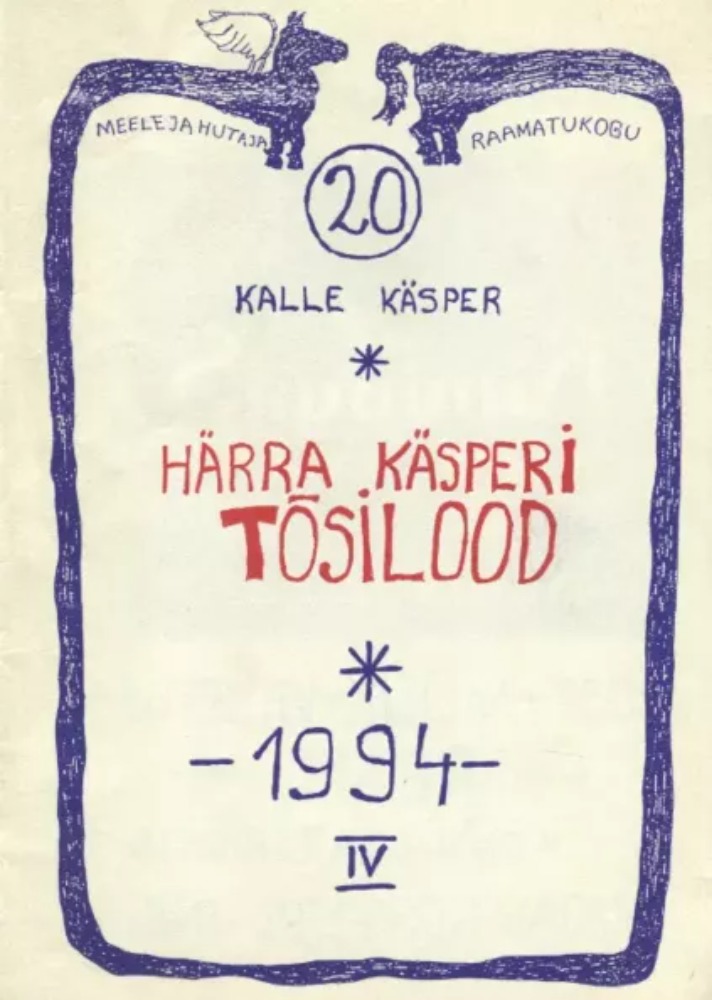 MEELEJAHUTAJA RAAMATUKOGU
20
KALLE KÄSPER
*
HÄRRA KÄSPERI
TÕSILOOD
*
-1994-
IV